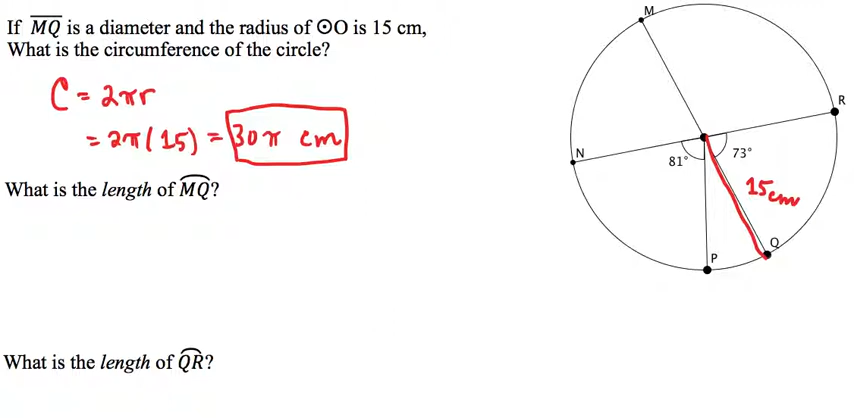 If MQ is a diameter and the radius of ⊙O is 15 cm,
What is the circumference of the circle?
C = 2πr
= 2π(15) = 30π cm
What is the length of MQ?
What is the length of QR?
M
R
N
81°
73°
15cm
Q
P